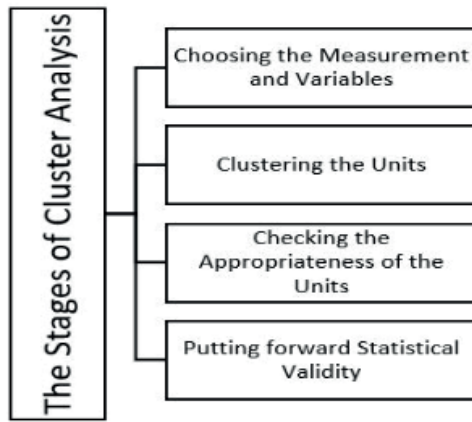 The Stages of Cluster Analysis
Choosing the Measurement
and Variables
Clustering the Units
Checking the
Appropriateness of the
Units
Putting forward Statistical
Validity